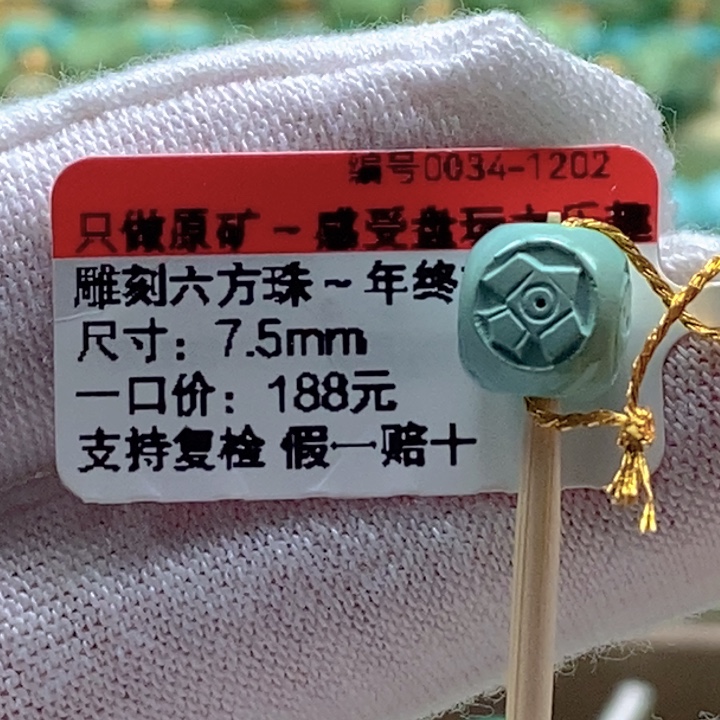 编号0034-1202
只做原矿~感受盘玩
雕刻六方珠~年终
尺寸：7.5mm
一口价：188元
支持复检 假一赔十